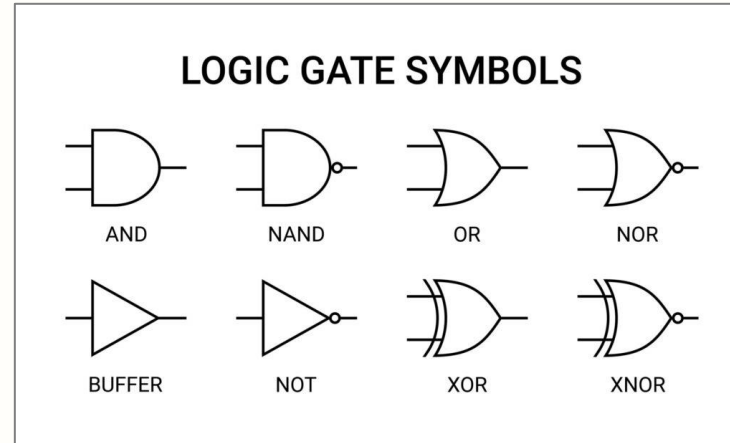 LOGIC GATE SYMBOLS
AND NAND OR NOR
BUFFER NOT XOR XNOR